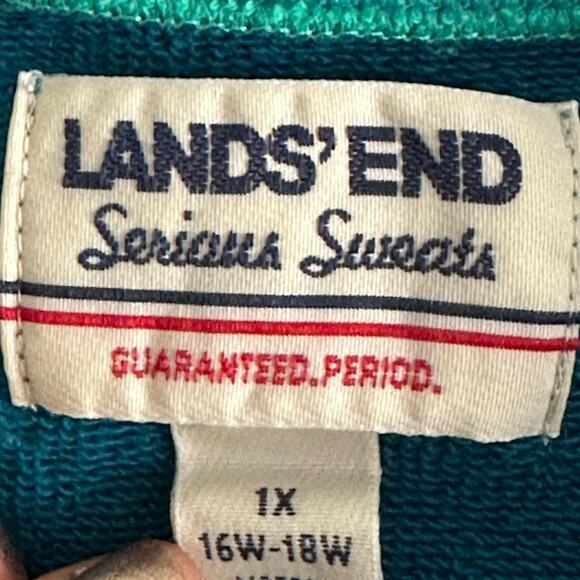 LANDS' END
Serious Sweats
GUARANTEED.PERIOD.
1X
16W-18W